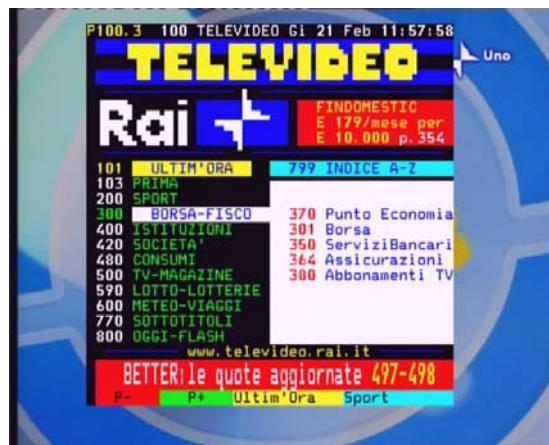 P100.3 100 TELEVIDEO Gi 21 Feb 11:57:58
TELEVIDEO
Uno
Rai
FINDOMESTIC
E 179/mese per
E 10.000 p.354
101 ULTIM'ORA 799 INDICE A-Z
103 PRIMA
200 SPORT
300 BORSA-FISCO 370 Punto Economia
400 ISTITUZIONI 301 Borsa
420 SOCIETA' 350 ServiziBancari
480 CONSUMI 364 Assicurazioni
500 TV-MAGAZINE 380 Abbonamenti TV
590 LOTTO-LOTTERIE
600 METEO-VIAGGI
770 SOTTOTITOLI
800 OGGI-FLASH
www.televideo.rai.it
BETTER:le quote aggiornate 497-498
P- P+ Ultim'Ora Sport